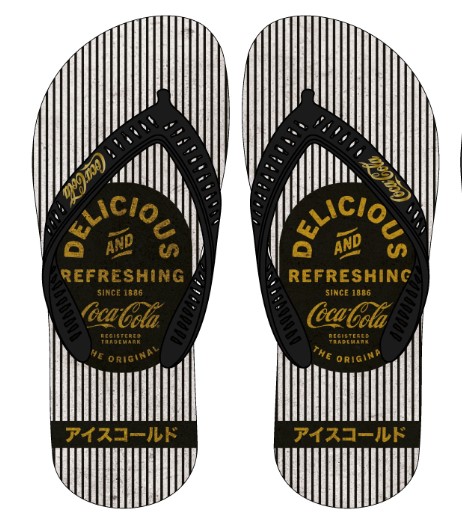 Coca-Cola
DELICIOUS
AND
REFRESHING
SINCE 1886
Coca-Cola
REGISTERED
TRADEMARK
THE ORIGINAL
アイスコールド
Coca-Cola
DELICIOUS
AND
REFRESHING
SINCE 1886
Coca-Cola
REGISTERED
TRADEMARK
THE ORIGINAL
アイスコールド